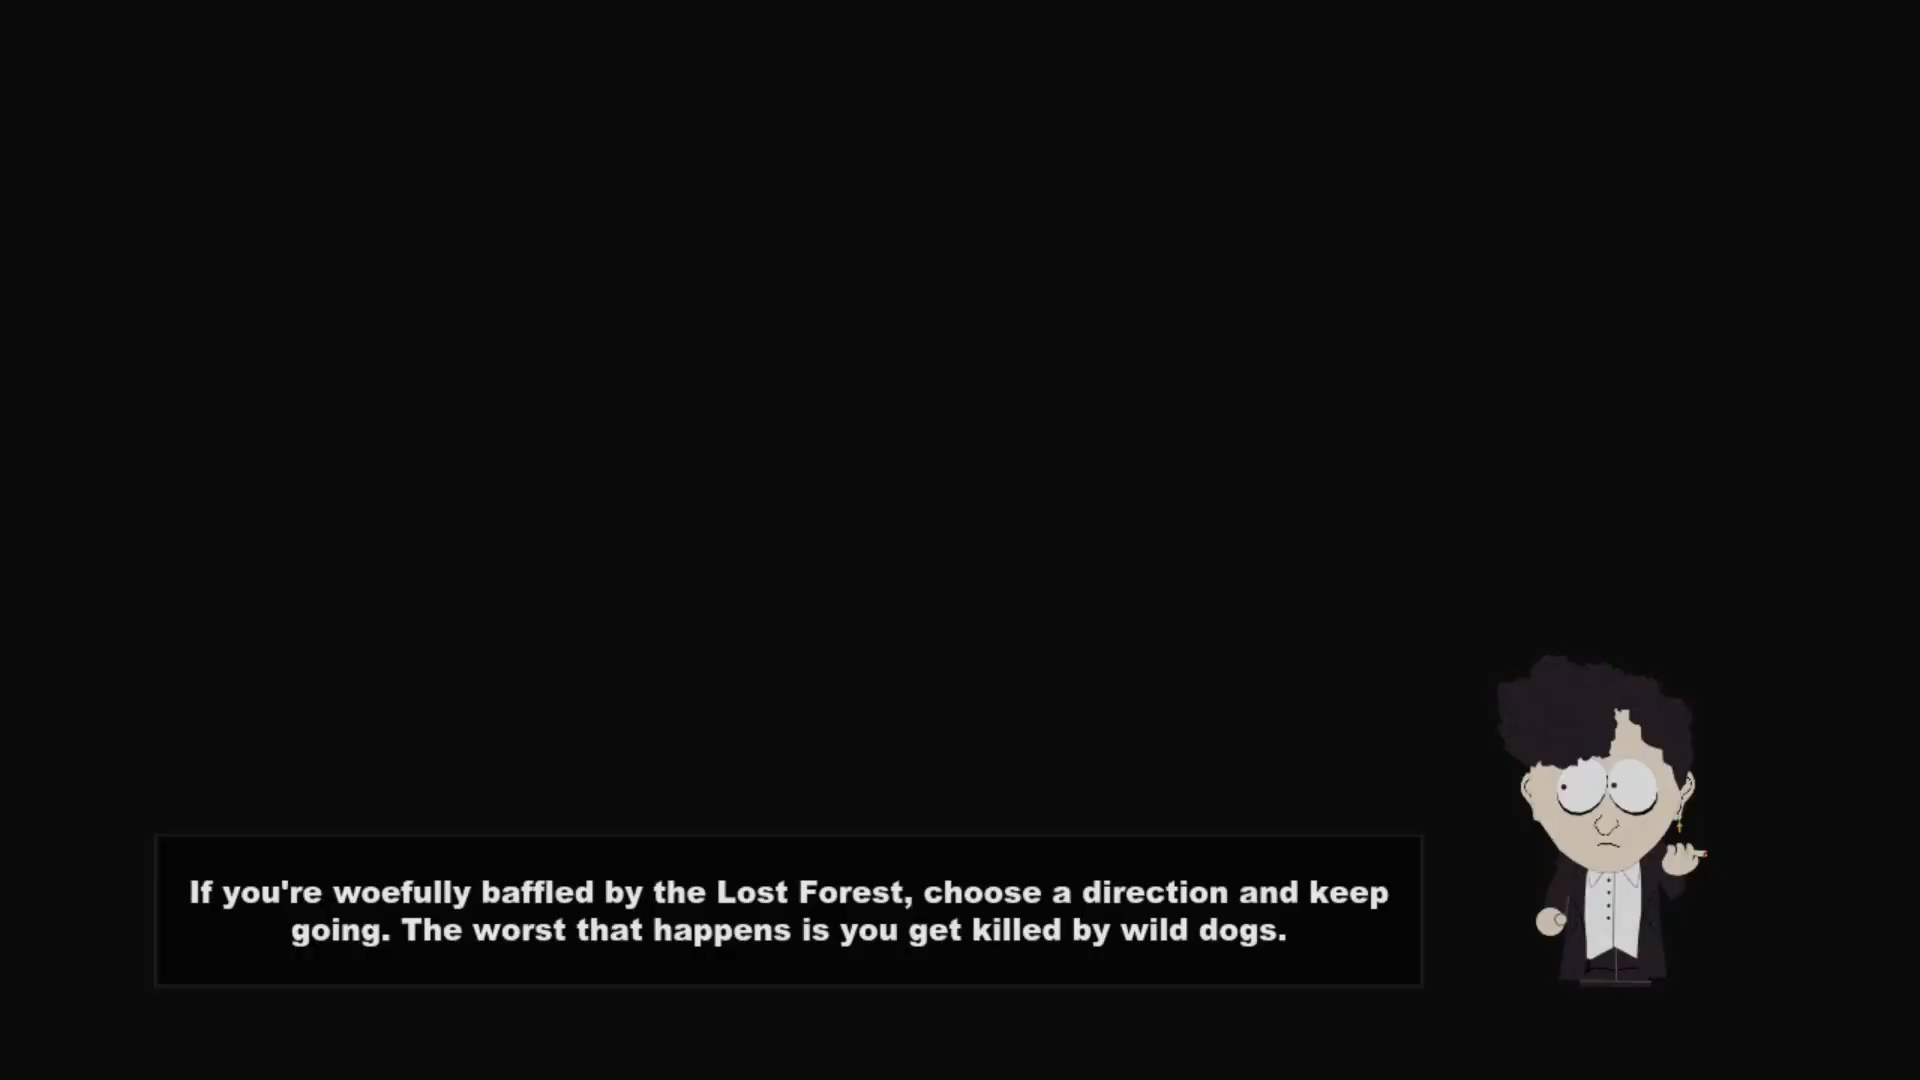 If you're woefully baffled by the Lost Forest, choose a direction and keep
going. The worst that happens is you get killed by wild dogs.